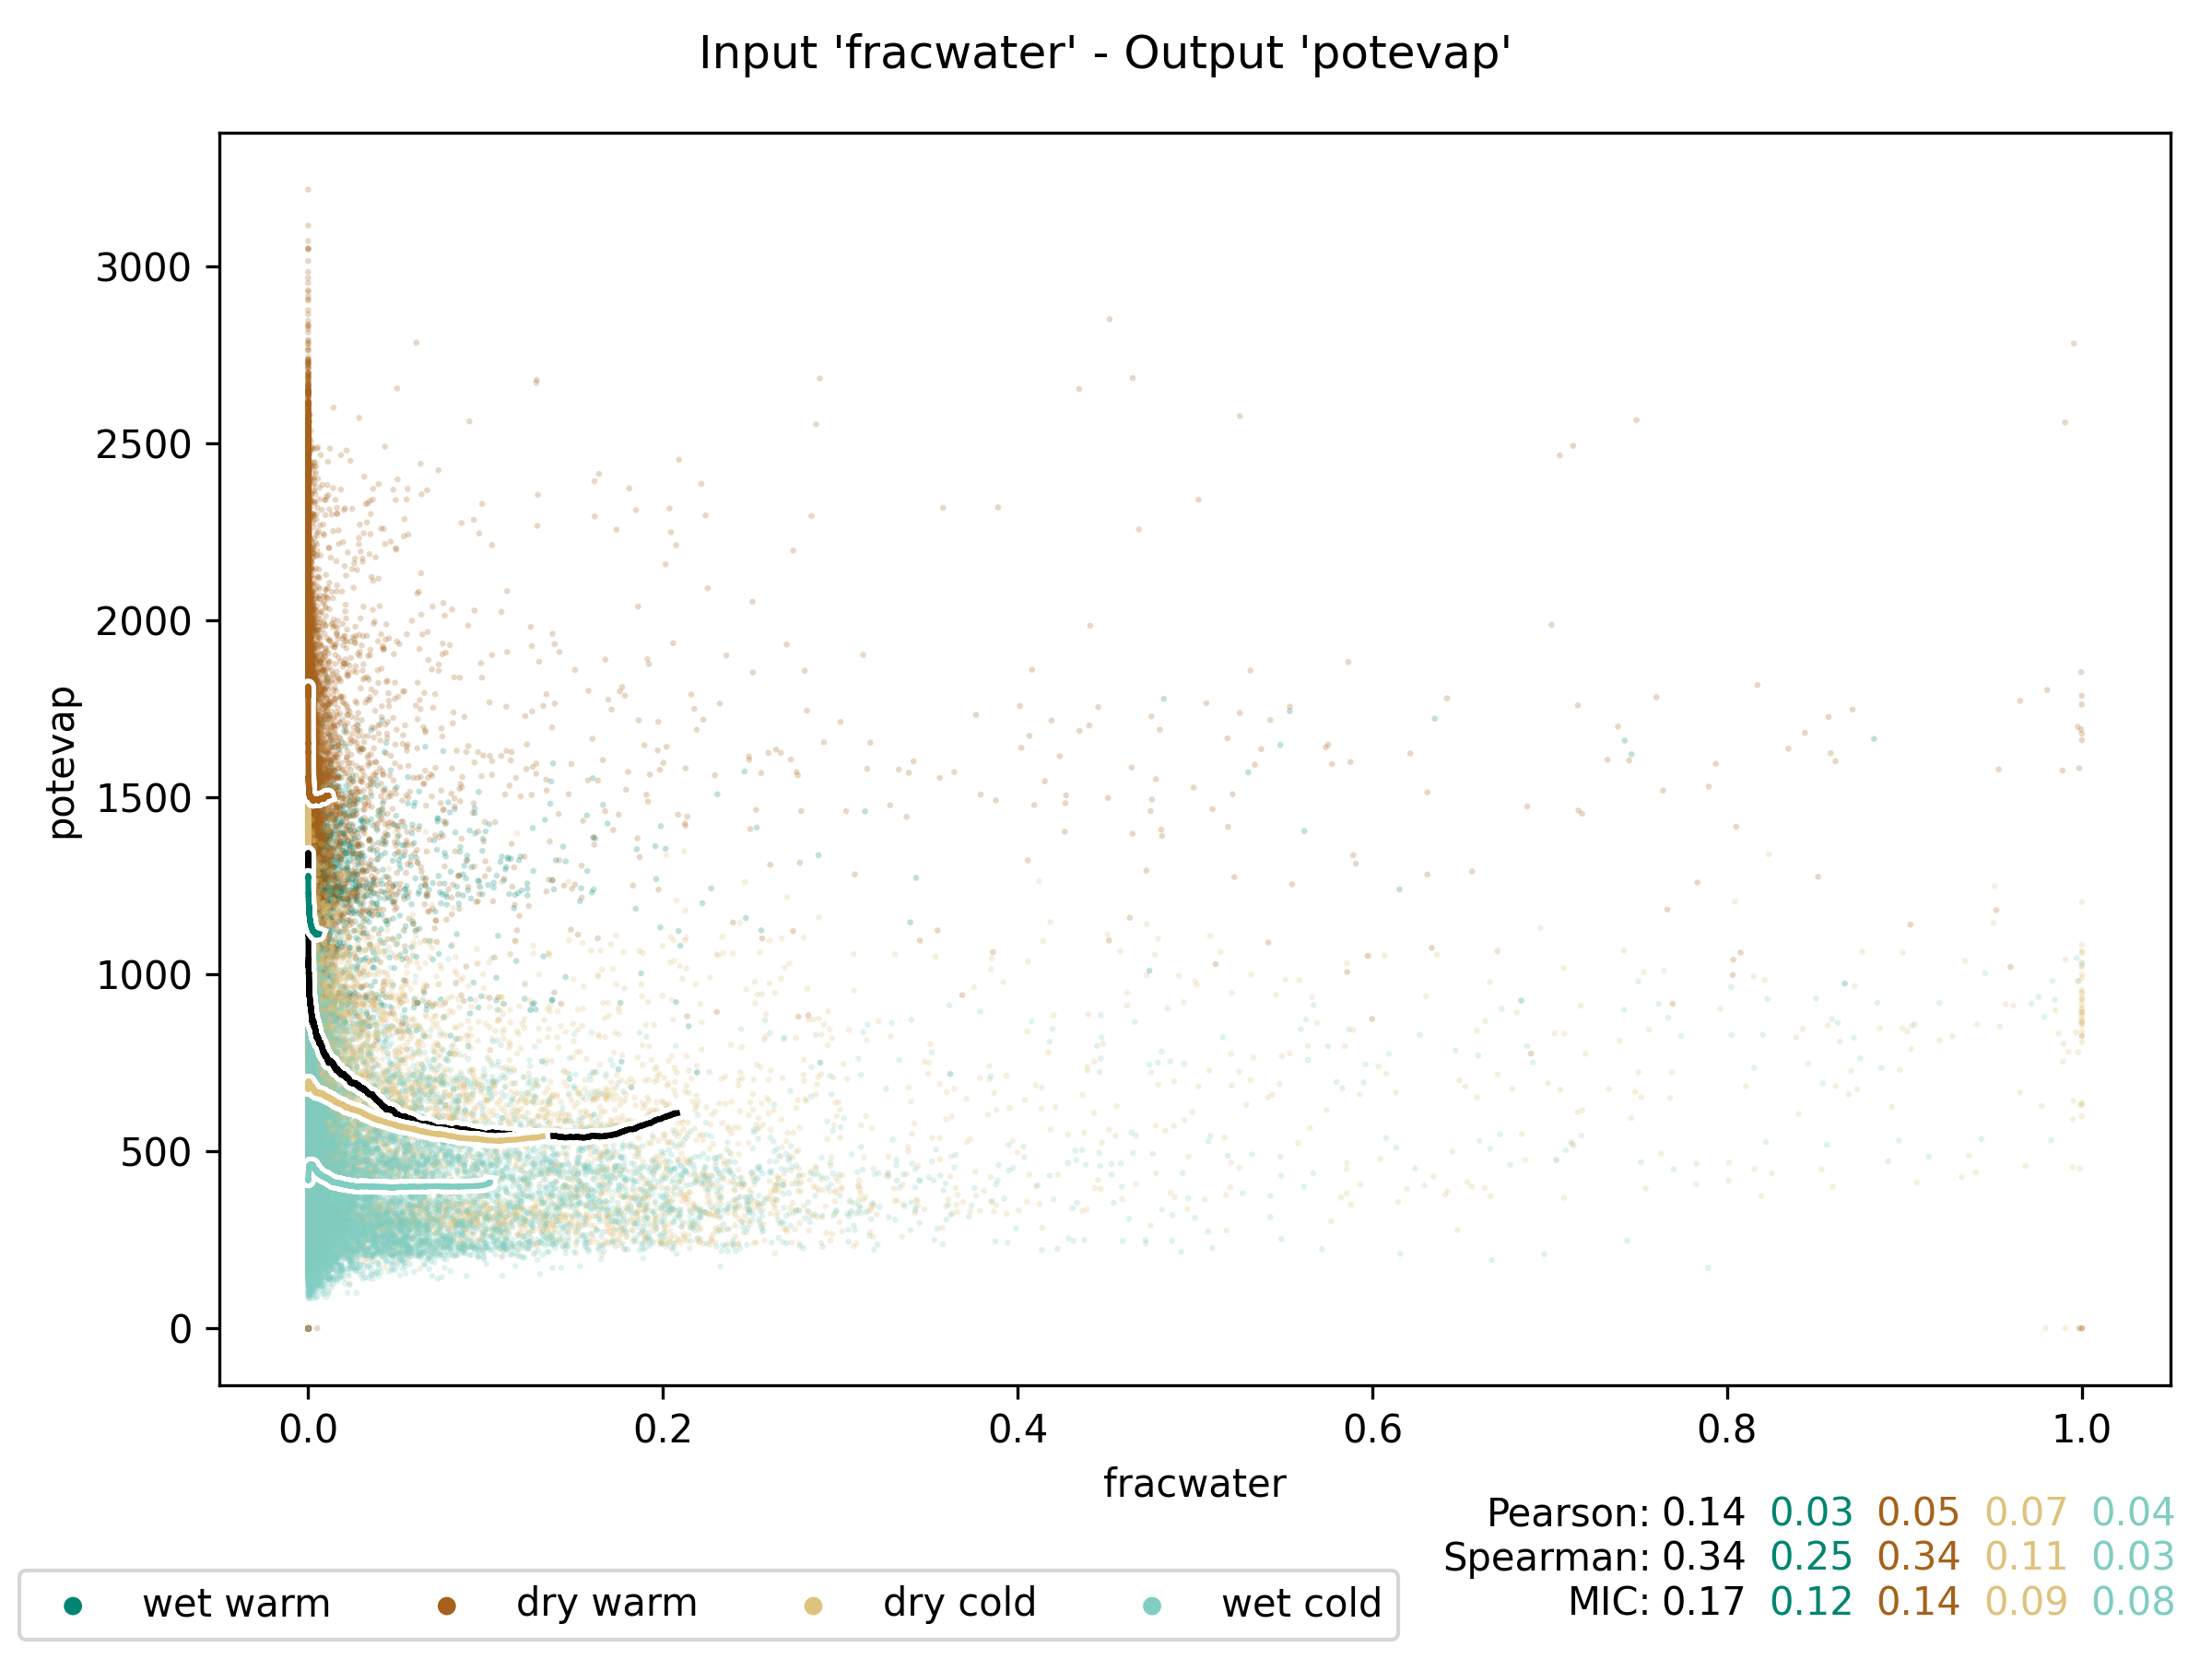 Input 'fracwater' - Output 'potevap'
3000
2500
2000
1500
1000
500
0
potevap
0.0 0.2 0.4 0.6 0.8 1.0
fracwater
Pearson: 0.14 0.03 0.05 0.07 0.04
Spearman: 0.34 0.25 0.34 0.11 0.03
MIC: 0.17 0.12 0.14 0.09 0.08
wet warm dry warm dry cold wet cold